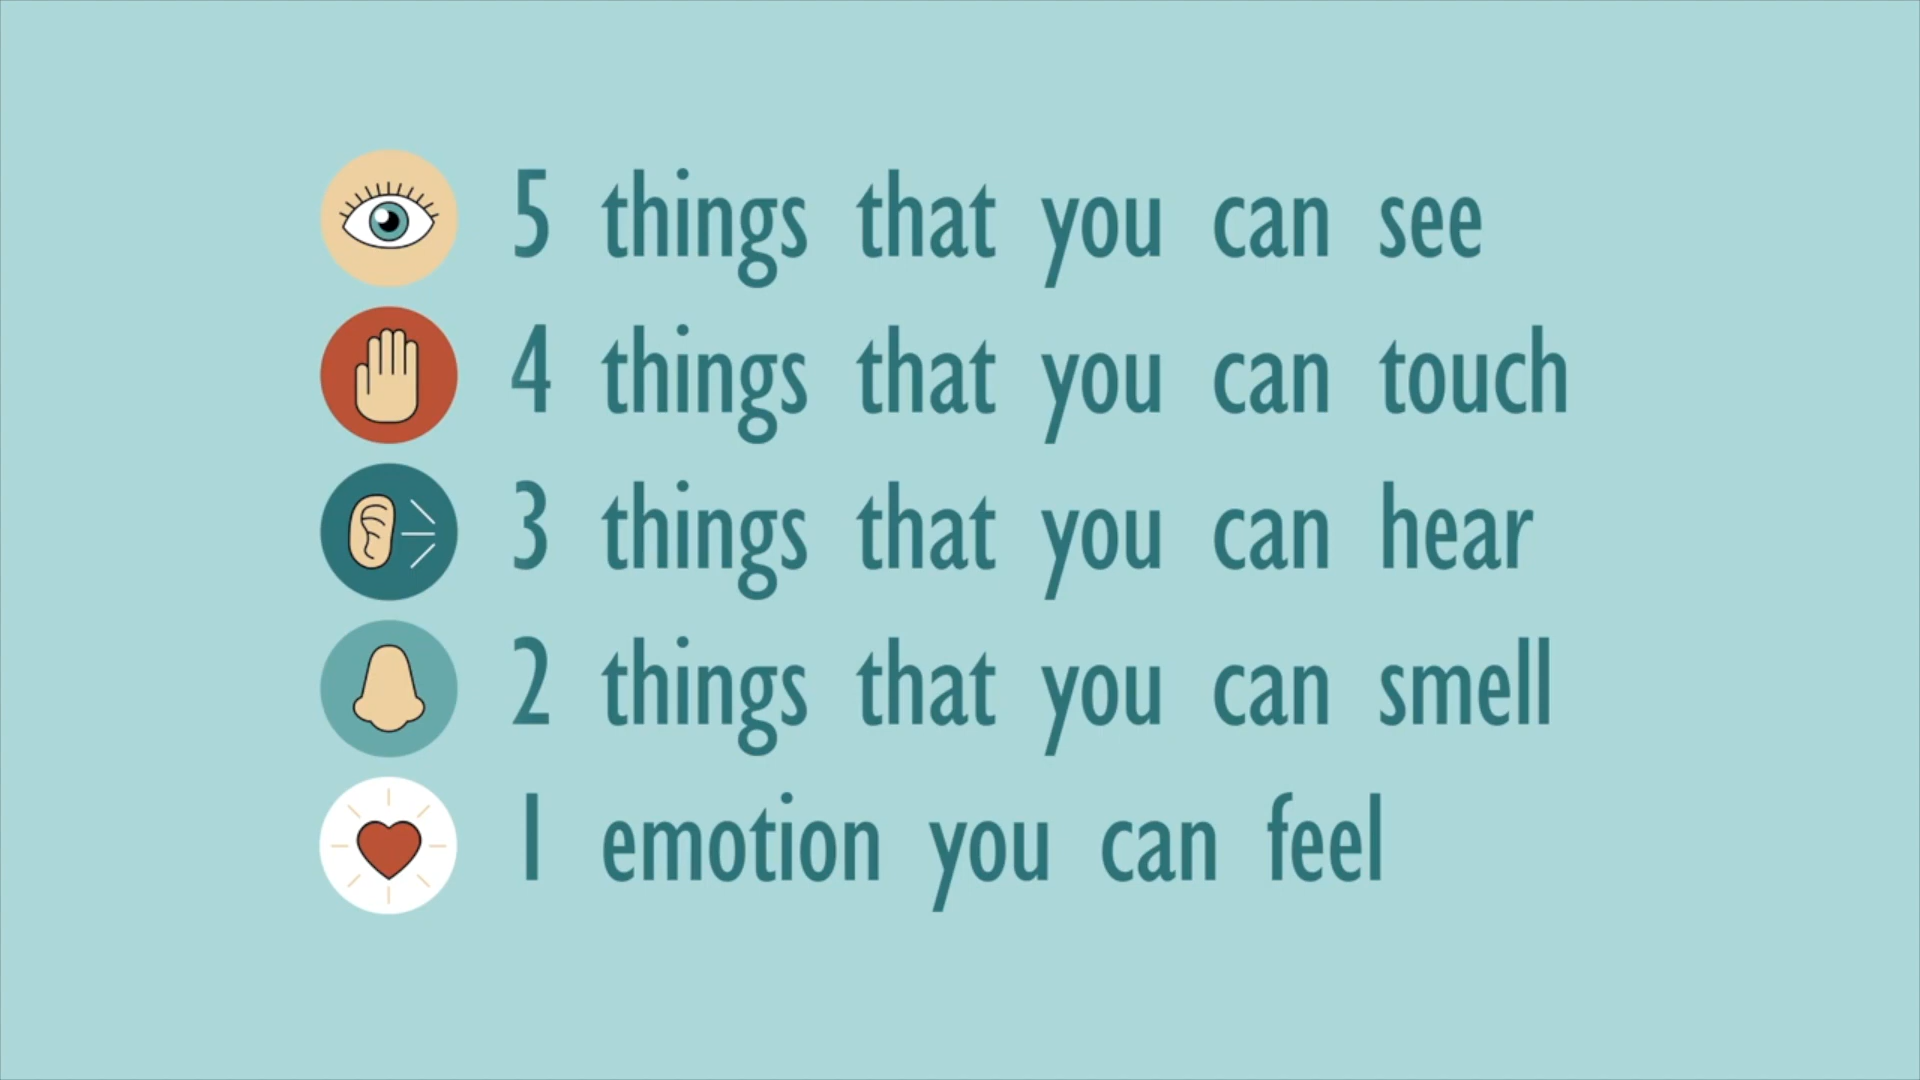 5 things that you can see
4 things that you can touch
3 things that you can hear
2 things that you can smell
1 emotion you can feel